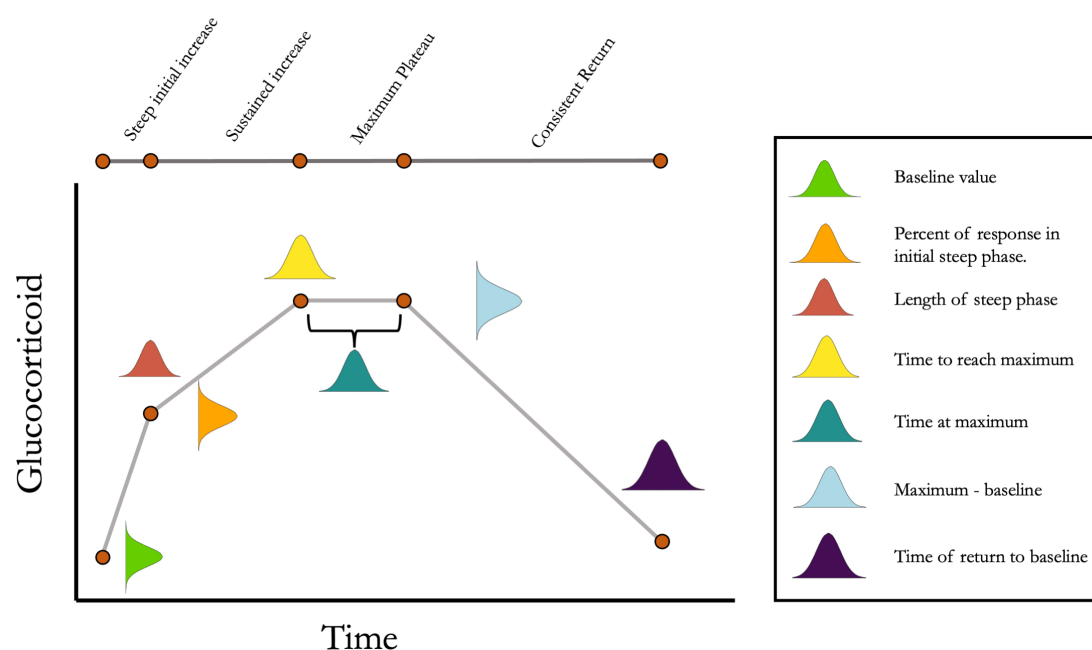 Steep initial increase
Sustained increase
Maximum Plateau
Consistent Return
Glucocorticoid
Time
Baseline value
Percent of response in
initial steep phase.
Length of steep phase
Time to reach maximum
Time at maximum
Maximum - baseline
Time of return to baseline